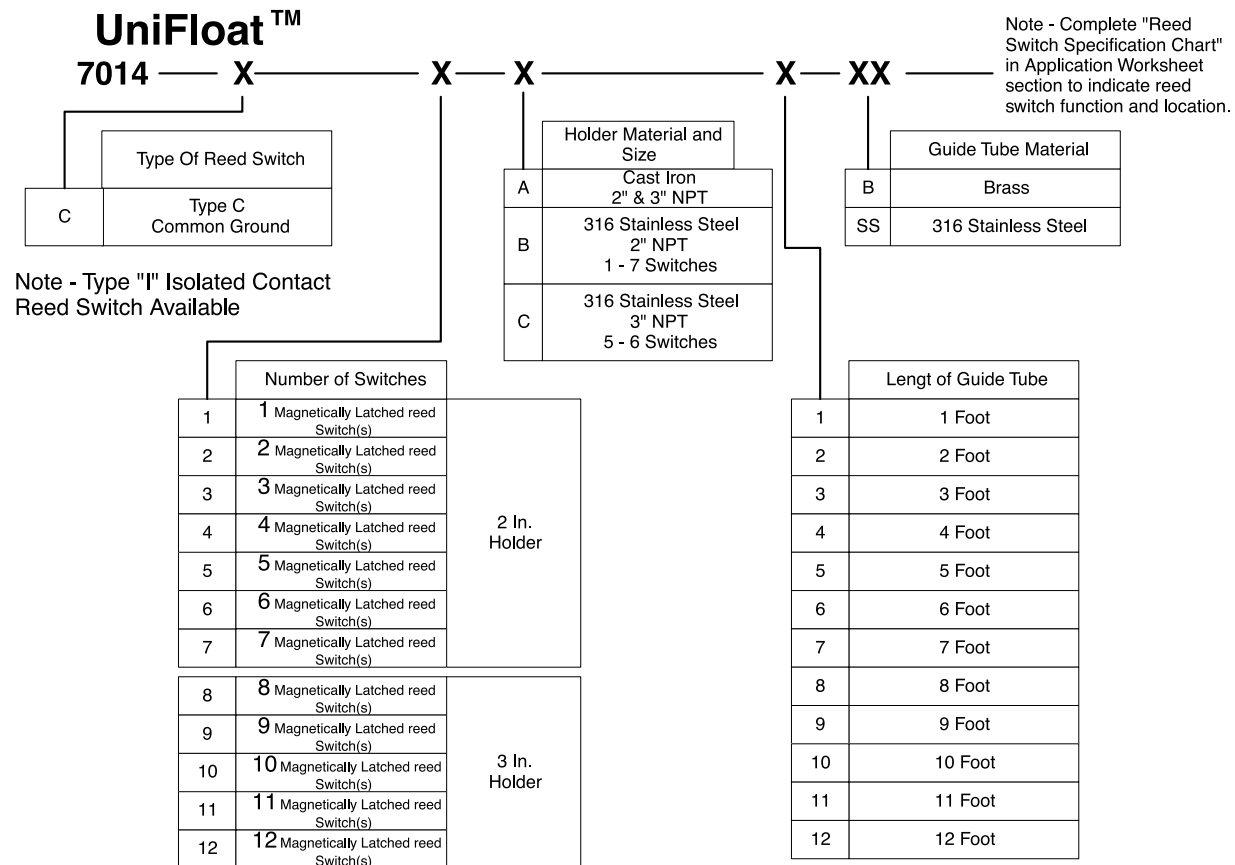 UniFloat™
7014 X X X X XX
Note - Complete "Reed
Switch Specification Chart"
in Application Worksheet
section to indicate reed
switch function and location.
Type Of Reed Switch
C
Type C
Common Ground
Note - Type "I" Isolated Contact
Reed Switch Available
Holder Material and
Size
A
Cast Iron
2" & 3" NPT
B
316 Stainless Steel
2" NPT
1 - 7 Switches
C
316 Stainless Steel
3" NPT
5 - 6 Switches
Guide Tube Material
B Brass
SS 316 Stainless Steel
Number of Switches
1 1 Magnetically Latched reed
Switch(s)
2 2 Magnetically Latched reed
Switch(s)
3 3 Magnetically Latched reed
Switch(s)
4 4 Magnetically Latched reed
Switch(s)
5 5 Magnetically Latched reed
Switch(s)
6 6 Magnetically Latched reed
Switch(s)
7 7 Magnetically Latched reed
Switch(s)
2 In.
Holder
8 8 Magnetically Latched reed
Switch(s)
9 9 Magnetically Latched reed
Switch(s)
10 10 Magnetically Latched reed
Switch(s)
11 11 Magnetically Latched reed
Switch(s)
12 12 Magnetically Latched reed
Switch(s)
3 In.
Holder
Lengt of Guide Tube
1 1 Foot
2 2 Foot
3 3 Foot
4 4 Foot
5 5 Foot
6 6 Foot
7 7 Foot
8 8 Foot
9 9 Foot
10 10 Foot
11 11 Foot
12 12 Foot